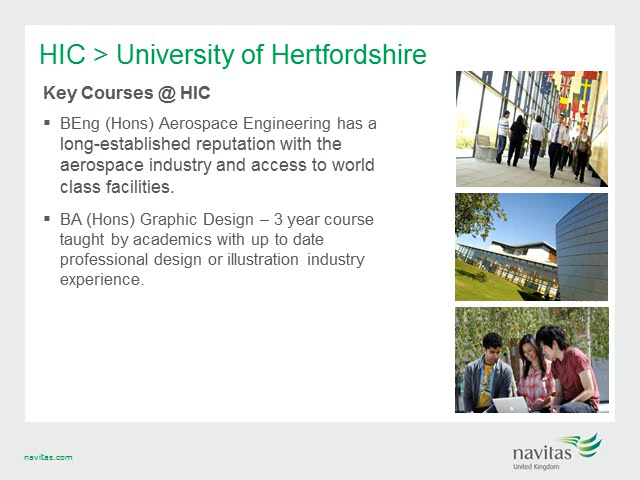 HIC > University of Hertfordshire
Key Courses @ HIC
▪ BEng (Hons) Aerospace Engineering has a
long-established reputation with the
aerospace industry and access to world
class facilities.
▪ BA (Hons) Graphic Design – 3 year course
taught by academics with up to date
professional design or illustration industry
experience.
navitas.com
navitas
United Kingdom